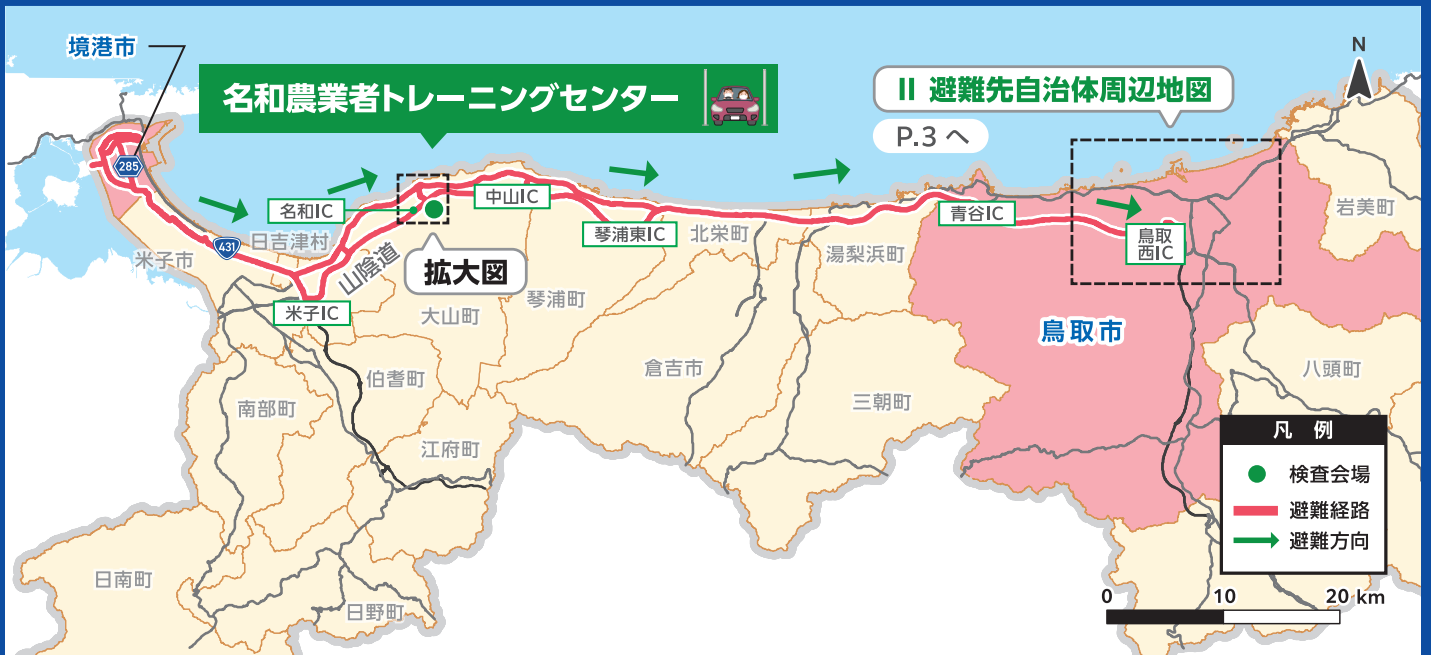 境港市
名和農業者トレーニングセンター
II 避難先自治体周辺地図
P.3 へ
N
285
431
名和IC
中山IC
琴浦東IC
青谷IC
鳥取
西IC
米子IC
山陰道
拡大図
米子市
日吉津村
大山町
琴浦町
北栄町
湯梨浜町
岩美町
鳥取市
八頭町
倉吉市
三朝町
伯耆町
南部町
江府町
日南町
日野町
凡 例
検査会場
避難経路
避難方向
0 10 20 km